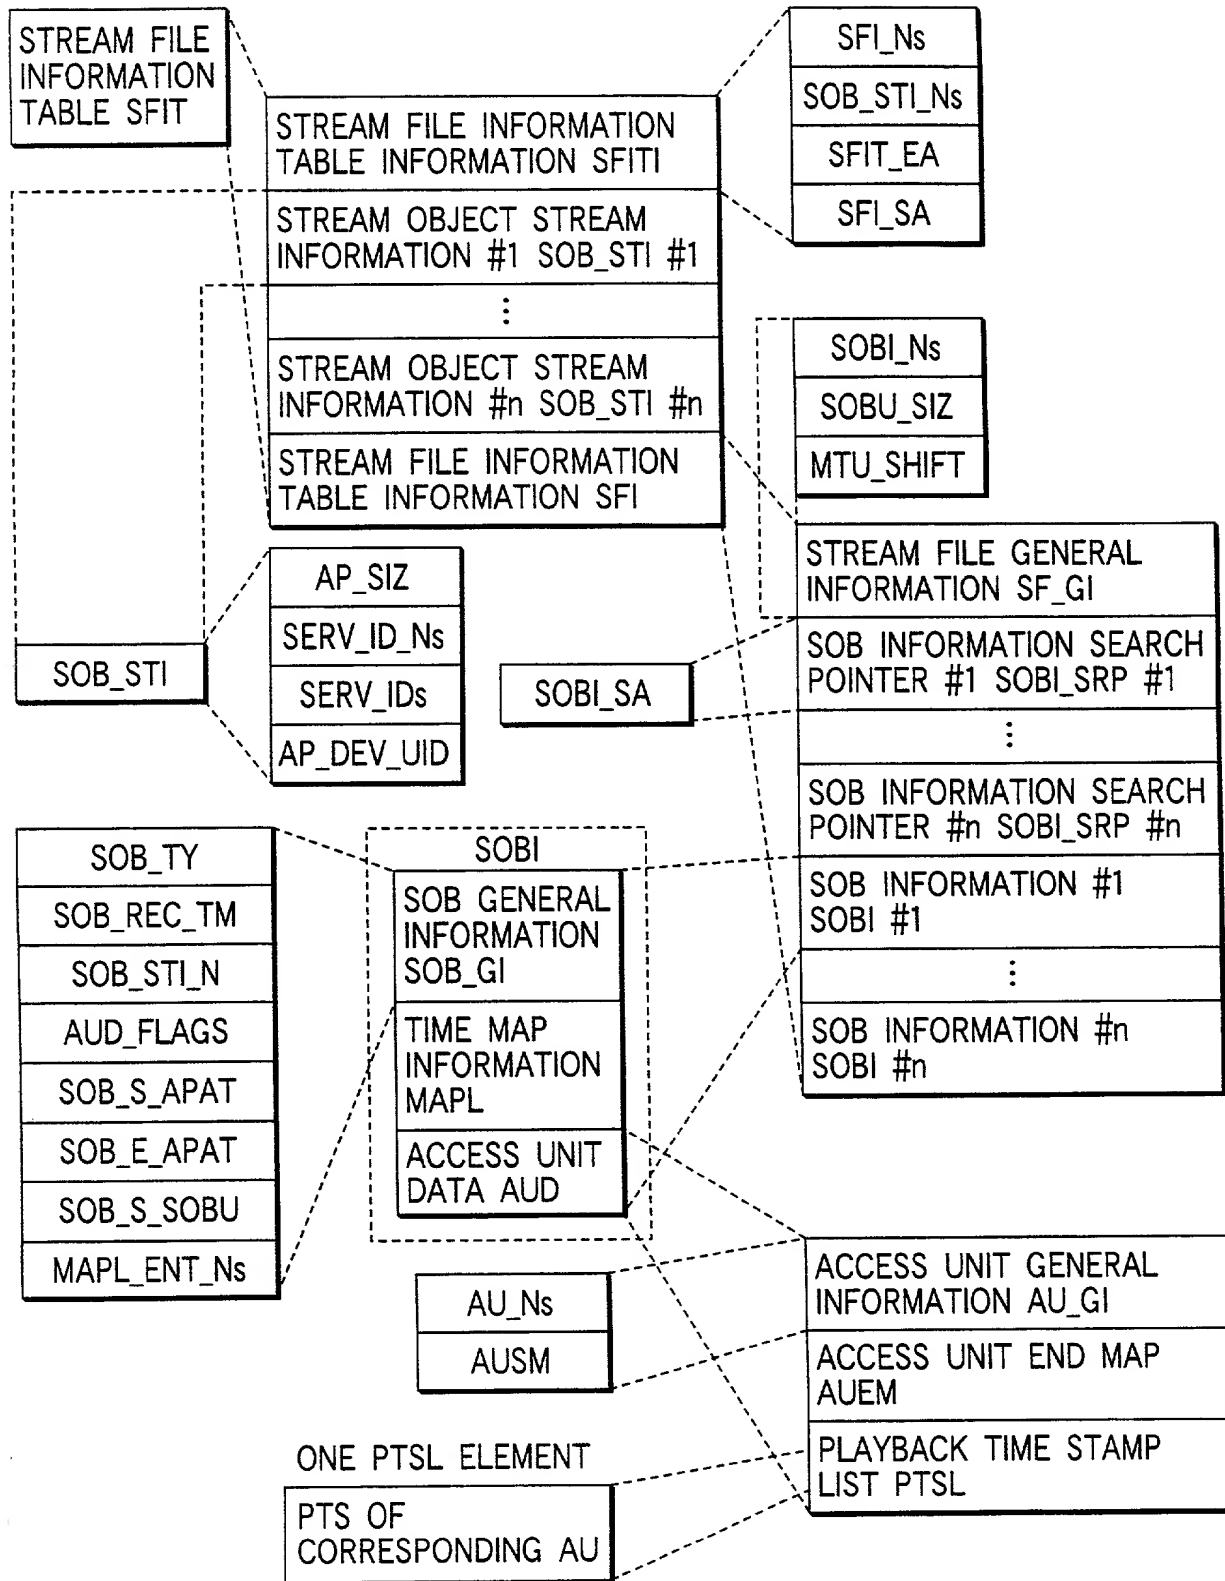 STREAM FILE
INFORMATION
TABLE SFIT
STREAM FILE INFORMATION
TABLE INFORMATION SFITI
STREAM OBJECT STREAM
INFORMATION #1 SOB_STI #1
⋮
STREAM OBJECT STREAM
INFORMATION #n SOB_STI #n
STREAM FILE INFORMATION
TABLE INFORMATION SFI
SFI_Ns
SOB_STI_Ns
SFIT_EA
SFI_SA
SOBI_Ns
SOBU_SIZ
MTU_SHIFT
STREAM FILE GENERAL
INFORMATION SF_GI
SOB INFORMATION SEARCH
POINTER #1 SOBI_SRP #1
⋮
SOB INFORMATION SEARCH
POINTER #n SOBI_SRP #n
SOB INFORMATION #1
SOBI #1
⋮
SOB INFORMATION #n
SOBI #n
SOB_STI
AP_SIZ
SERV_ID_Ns
SERV_IDs
AP_DEV_UID
SOBI_SA
SOB_TY
SOB_REC_TM
SOB_STI_N
AUD_FLAGS
SOB_S_APAT
SOB_E_APAT
SOB_S_SOBU
MAPL_ENT_Ns
SOBI
SOB GENERAL
INFORMATION
SOB_GI
TIME MAP
INFORMATION
MAPL
ACCESS UNIT
DATA AUD
AU_Ns
AUSM
ACCESS UNIT GENERAL
INFORMATION AU_GI
ACCESS UNIT END MAP
AUEM
PLAYBACK TIME STAMP
LIST PTSL
ONE PTSL ELEMENT
PTS OF
CORRESPONDING AU